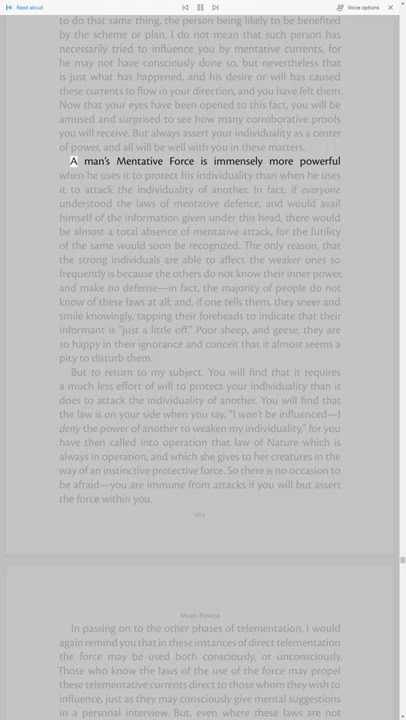 Read aloud
Voice options
to do that same thing, the person being likely to be benefited
by the scheme or plan. I do not mean that such person has
necessarily tried to influence you by mentative currents, for
he may not have consciously done so, but nevertheless that
is just what has happened, and his desire or will has caused
these currents to flow in your direction, and you have felt them.
Now that your eyes have been opened to this fact, you will be
amused and surprised to see how many corroborative proofs
you will receive. But always assert your individuality as a center
of power, and all will be well with you in these matters.
A man's Mentative Force is immensely more powerful
when he uses it to protect his individuality than when he uses
it to attack the individuality of another. In fact, if everyone
understood the laws of mentative defence, and would avail
himself of the information given under this head, there would
be almost a total absence of mentative attack, for the futility
of the same would soon be recognized. The only reason, that
the strong individuals are able to affect the weaker ones so
frequently is because the others do not know their inner power,
and make no defense—in fact, the majority of people do not
know of these laws at all; and, if one tells them, they sneer and
smile knowingly, tapping their foreheads to indicate that their
informant is "just a little off." Poor sheep, and geese, they are
so happy in their ignorance and conceit that it almost seems a
pity to disturb them.
But to return to my subject. You will find that it requires
a much less effort of will to protect your individuality than it
does to attack the individuality of another. You will find that
the law is on your side when you say, "I won't be influenced—I
deny the power of another to weaken my individuality," for you
have then called into operation that law of Nature which is
always in operation, and which she gives to her creatures in the
way of an instinctive protective force. So there is no occasion to
be afraid—you are immune from attacks if you will but assert
the force within you.
Mind-Power
In passing on to the other phases of telementation, I would
again remind you that in these instances of direct telementation
the force may be used both consciously, or unconsciously.
Those who know the laws of the use of the force may propel
these telementative currents direct to those whom they wish to
influence, just as they may consciously give mental suggestions
in a personal interview. But, even where these laws are not